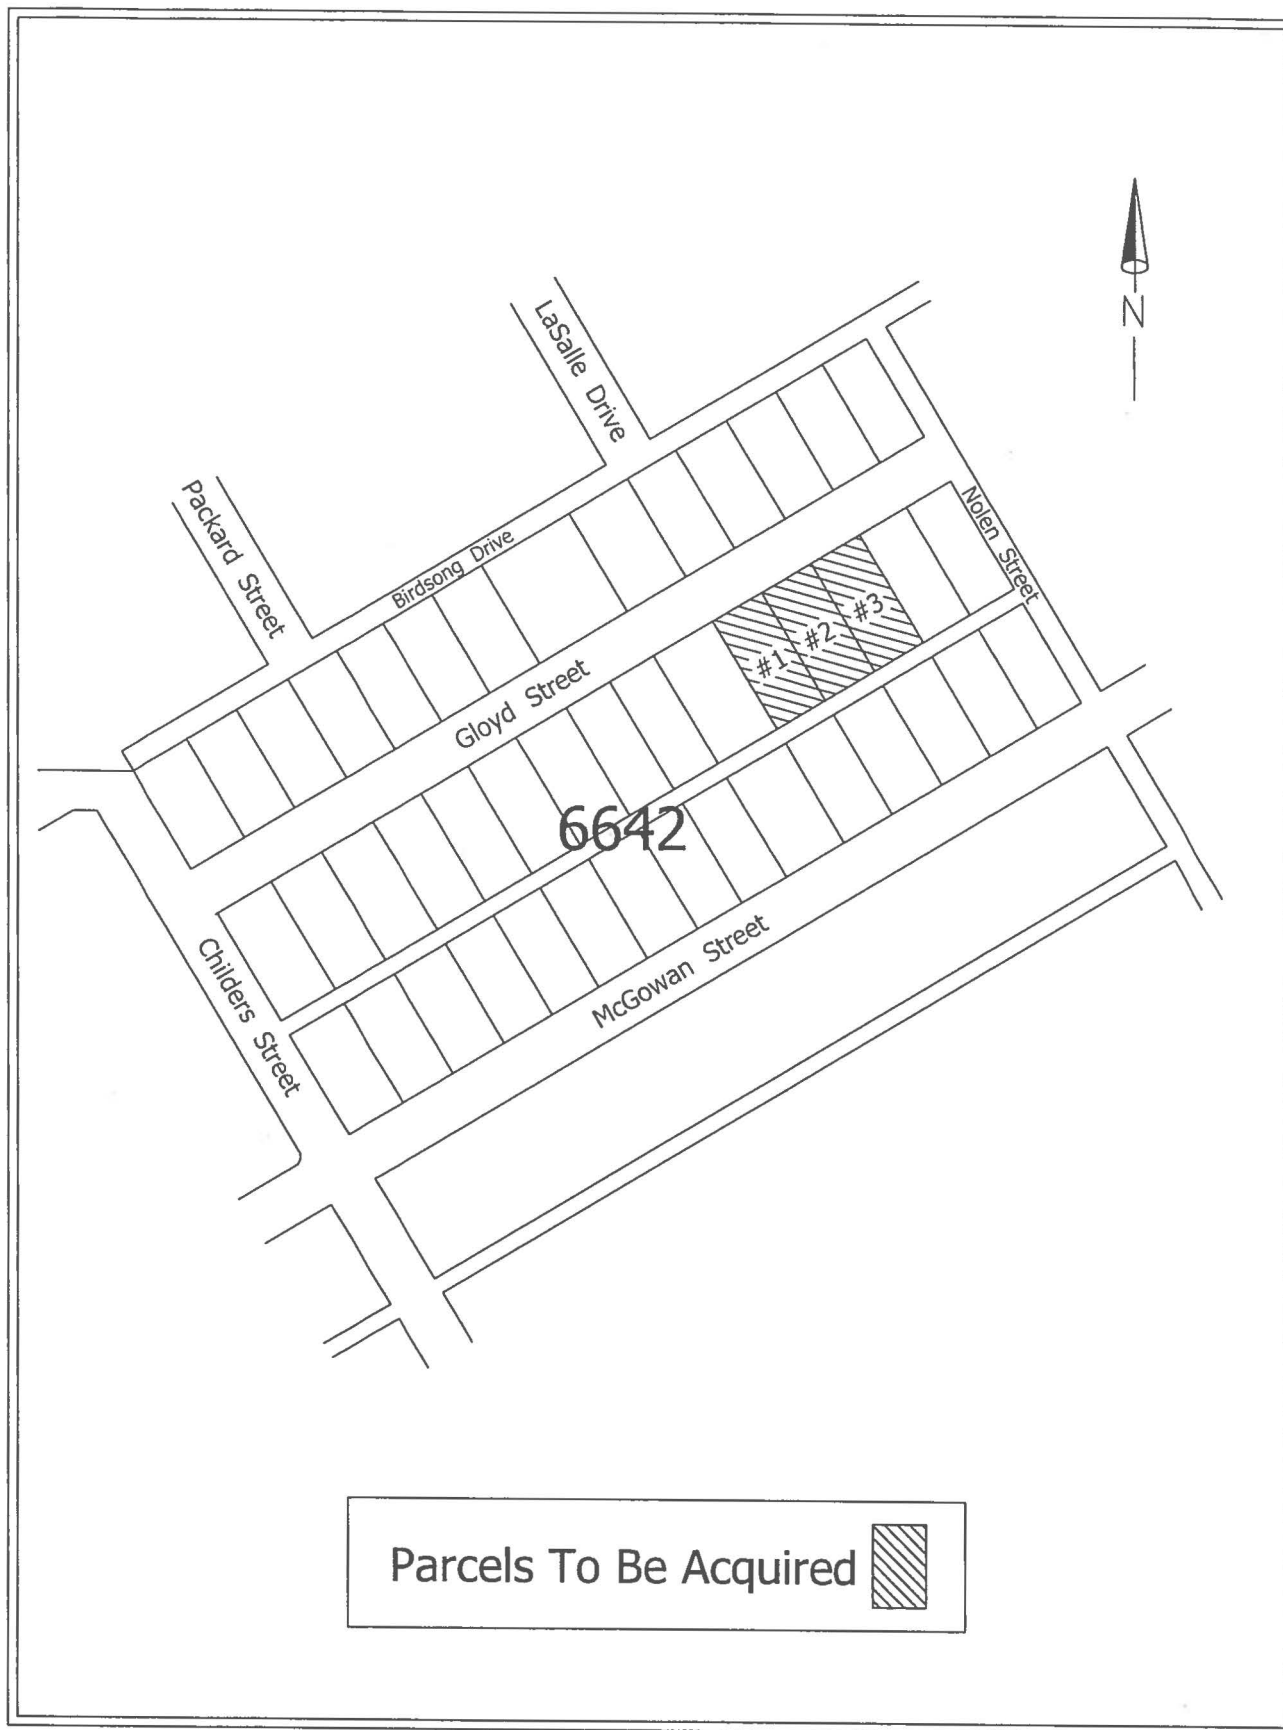 N
LaSalle Drive
Packard Street
Birdsong Drive
Nolen Street
Gloyd Street
#1
#2
#3
6642
Childers Street
McGowan Street
Parcels To Be Acquired